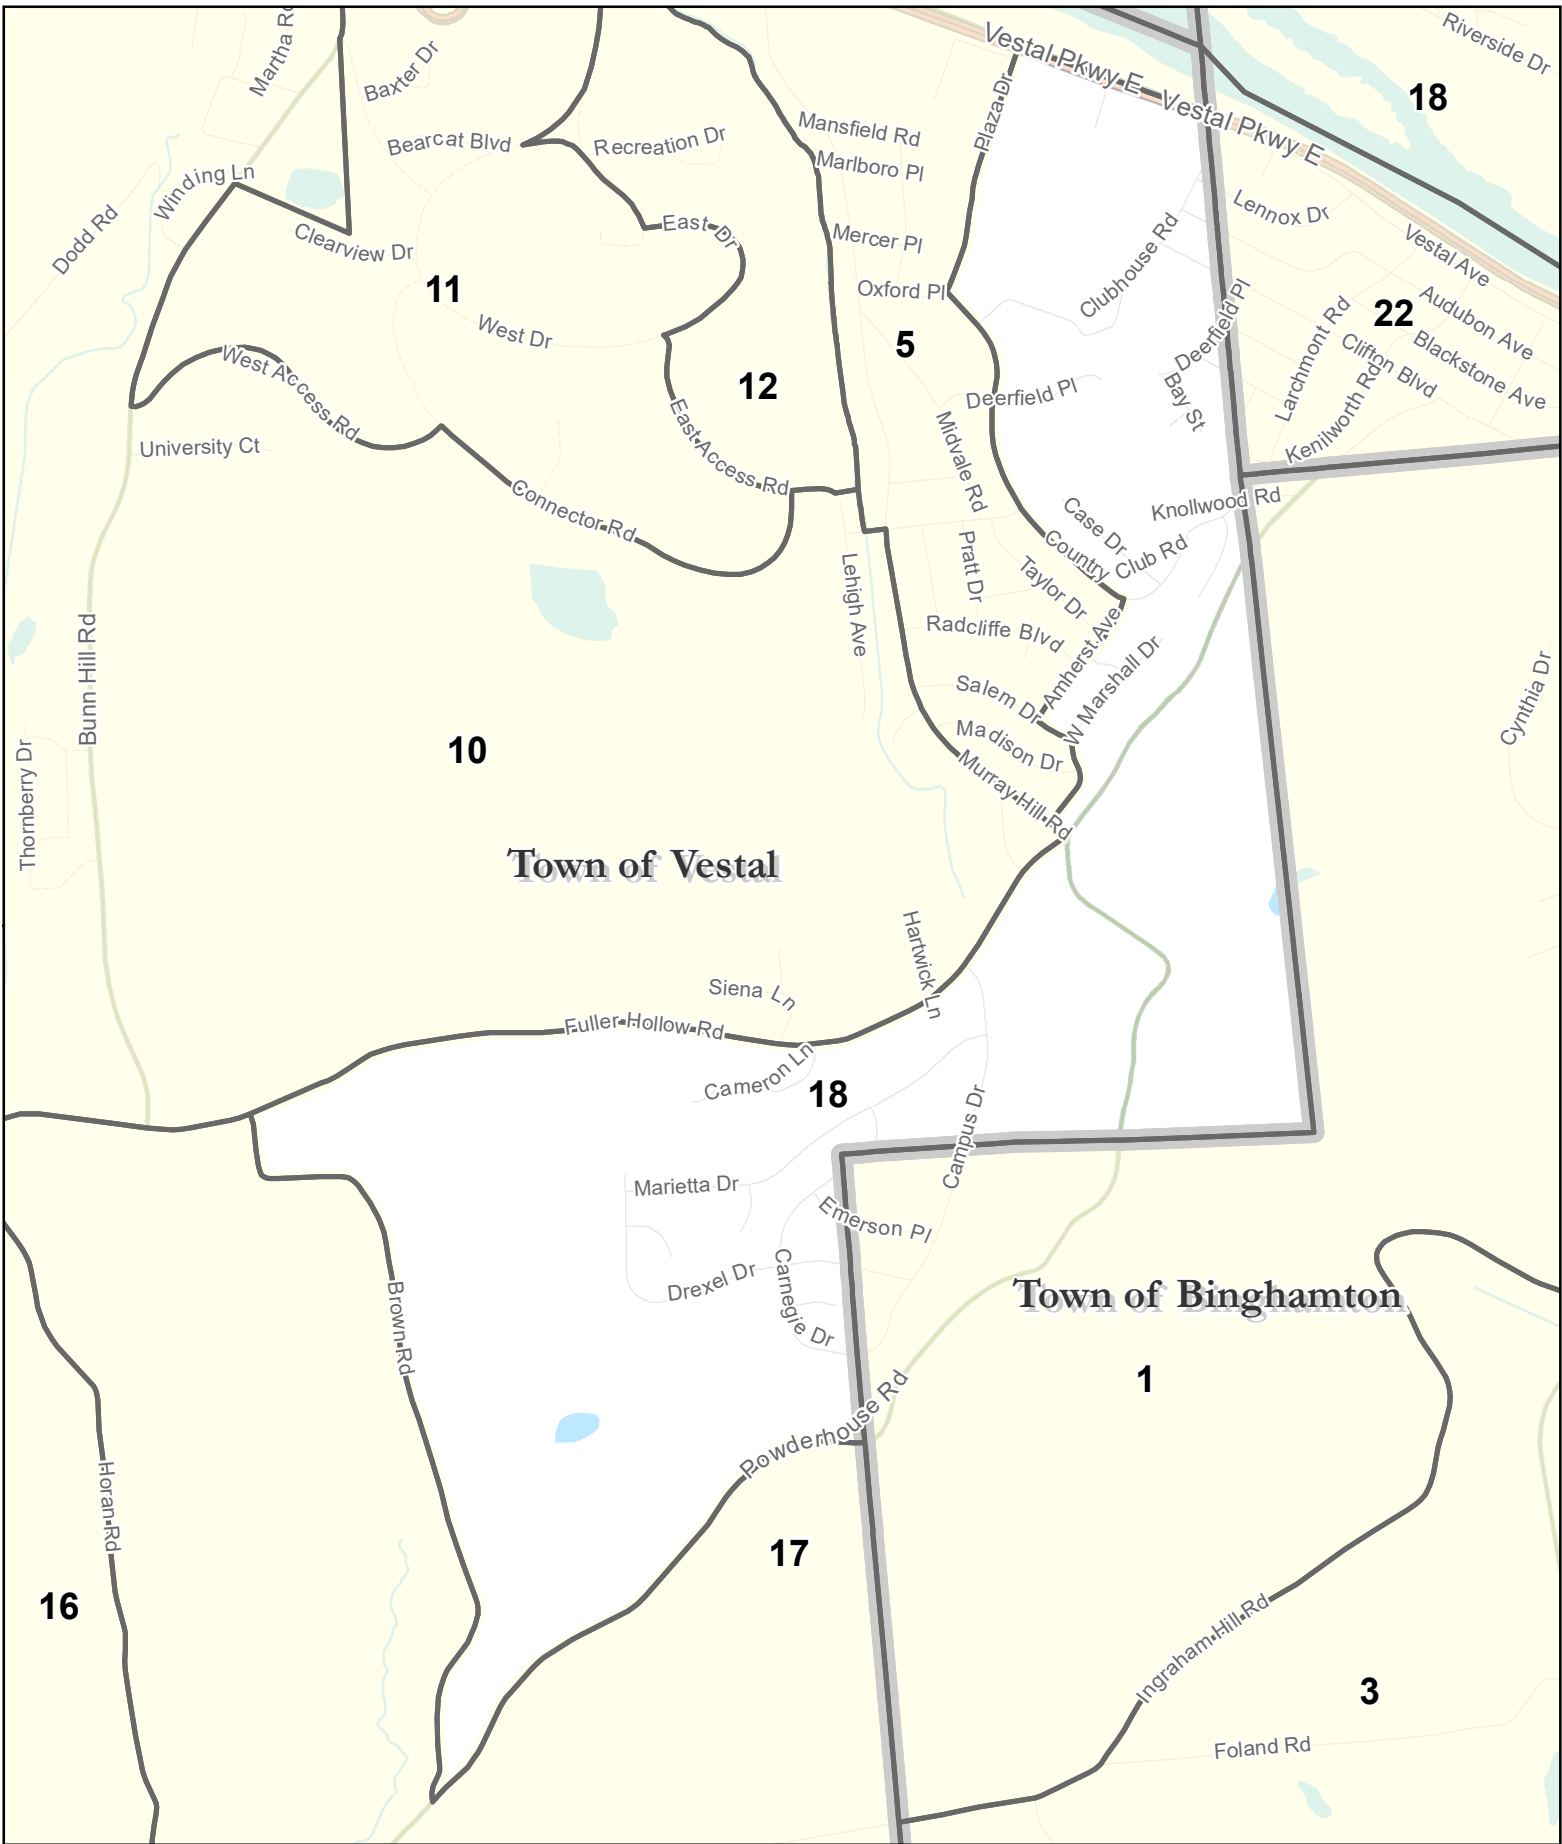 Martha Rd
Baxter Dr
Vestal Pkwy E
Vestal Pkwy E
Riverside Dr
18
Plaza Dr
Mansfield Rd
Marlboro Pl
Bearcat Blvd
Recreation Dr
Winding Ln
Dodd Rd
Clearview Dr
East Dr
Mercer Pl
Lennox Dr
Clubhouse Rd
Vestal Ave
11
Oxford Pl
22
Audubon Ave
West Dr
5
Deerfield Pl
Larchmont Rd
Clifton Blvd
Blackstone Ave
West Access Rd
12
Deerfield Pl
Bay St
Kenilworth Rd
University Ct
East Access Rd
Midvale Rd
Connector Rd
Knollwood Rd
Case Dr
Country Club Rd
Lehigh Ave
Pratt Dr
Taylor Dr
Radcliffe Blvd
Amherst Ave
W Marshall Dr
Bunn Hill Rd
Salem Dr
Madison Dr
Cynthia Dr
10
Thornberry Dr
Murray Hill Rd
Town of Vestal
Hartwick Ln
Siena Ln
Fuller Hollow Rd
Cameron Ln
18
Campus Dr
Marietta Dr
Emerson Pl
Drexel Dr
Carnegie Dr
Town of Binghamton
Brown Rd
1
Powderhouse Rd
Horan Rd
17
16
Ingraham Hill Rd
3
Foland Rd